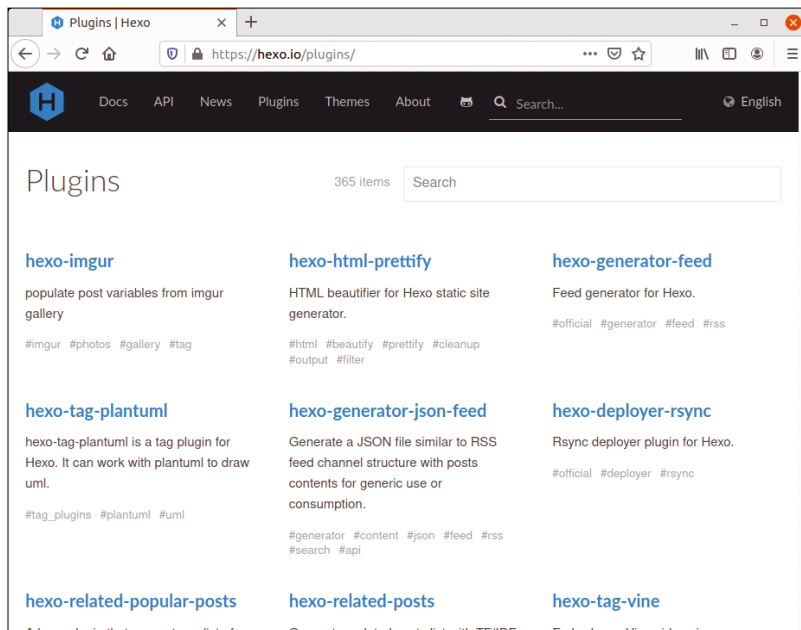 Plugins | Hexo
https://hexo.io/plugins/
H Docs API News Plugins Themes About Search... English
Plugins 365 items Search
hexo-imgur
populate post variables from imgur
gallery
#imgur #photos #gallery #tag
hexo-html-prettify
HTML beautifier for Hexo static site
generator.
#html #beautify #prettify #cleanup
#output #filter
hexo-generator-feed
Feed generator for Hexo.
#official #generator #feed #rss
hexo-tag-plantuml
hexo-tag-plantuml is a tag plugin for
Hexo. It can work with plantuml to draw
uml.
#tag_plugins #plantuml #uml
hexo-generator-json-feed
Generate a JSON file similar to RSS
feed channel structure with posts
contents for generic use or
consumption.
#generator #content #json #feed #rss
#search #api
hexo-deployer-rsync
Rsync deployer plugin for Hexo.
#official #deployer #rsync
hexo-related-popular-posts
hexo-related-posts
hexo-tag-vine